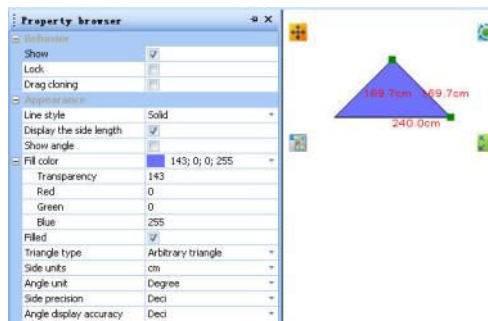 Property browser
Behavior
Show
Lock
Drag cloning
Appearance
Line style Solid
Display the side length
Show angle
Fill color 143; 0; 0; 255
Transparency 143
Red 0
Green 0
Blue 255
Filled
Triangle type Arbitrary triangle
Side units cm
Angle unit Degree
Side precision Deci
Angle display accuracy Deci
169.7cm 169.7cm
240.0cm